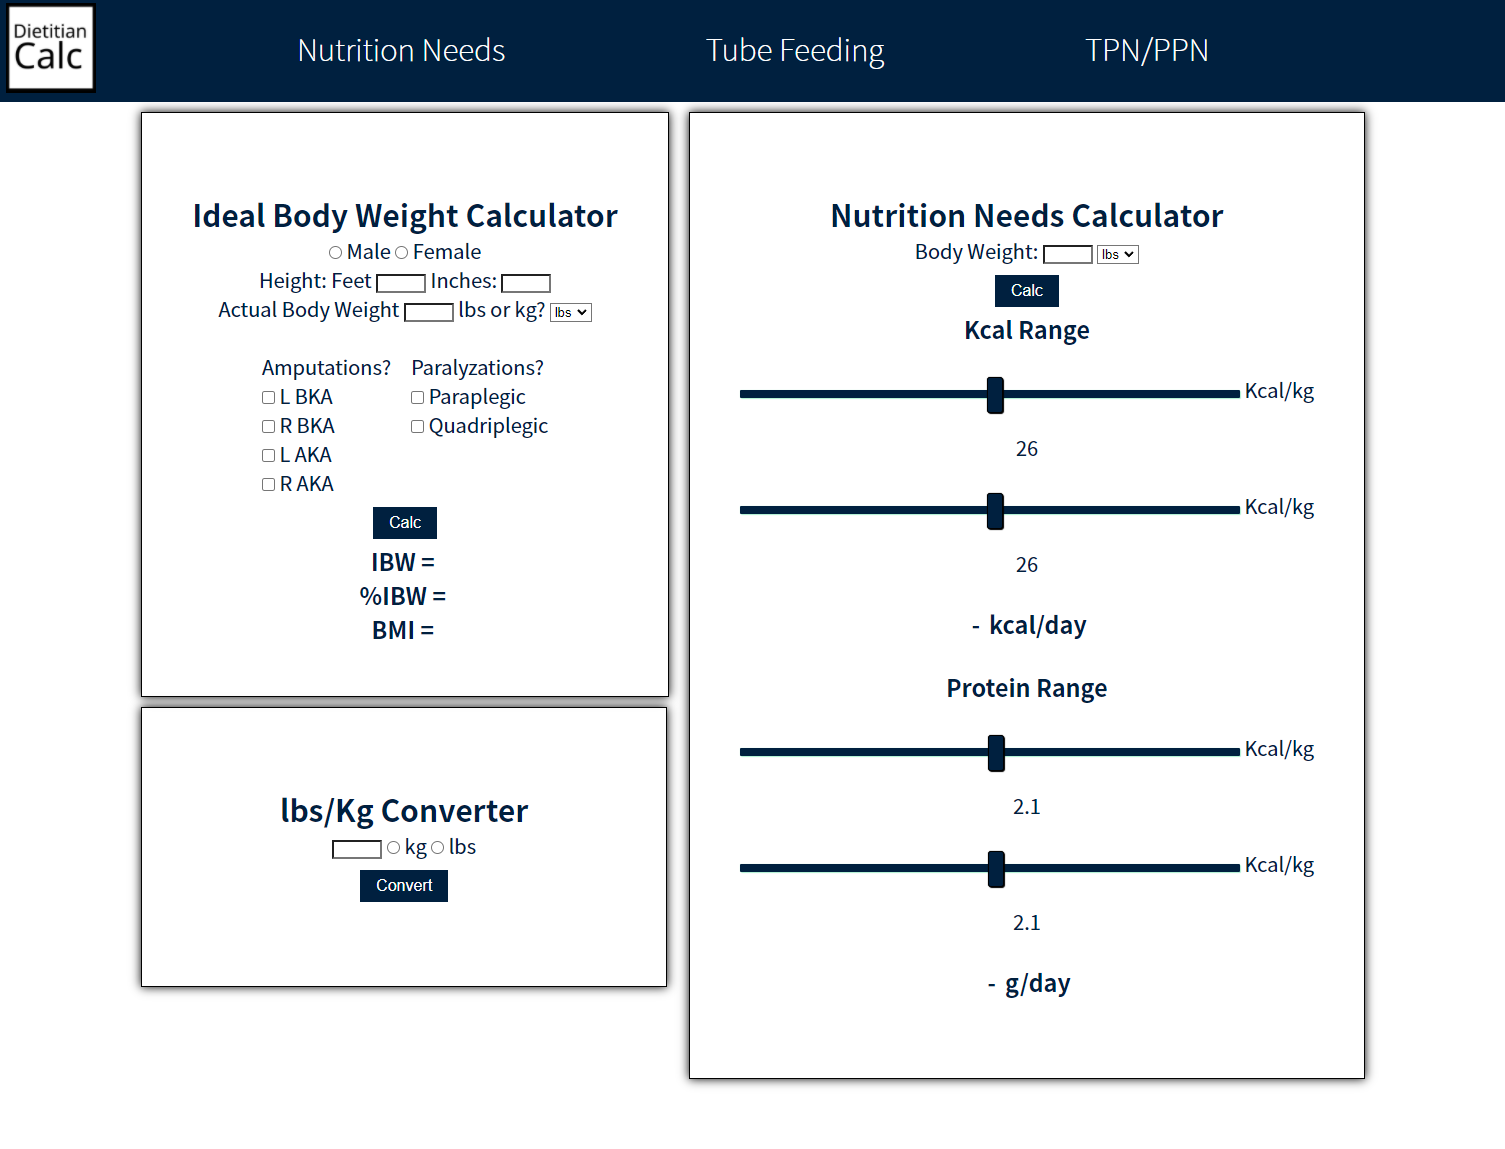 Dietitian
Calc
Nutrition Needs
Tube Feeding
TPN/PPN
Ideal Body Weight Calculator
Male Female
Height: Feet Inches:
Actual Body Weight lbs or kg? lbs
Amputations?
L BKA
R BKA
L AKA
R AKA
Paralyzations?
Paraplegic
Quadriplegic
Calc
IBW =
%IBW =
BMI =
lbs/Kg Converter
kg lbs
Convert
Nutrition Needs Calculator
Body Weight: lbs
Calc
Kcal Range
Kcal/kg
26
Kcal/kg
26
- kcal/day
Protein Range
Kcal/kg
2.1
Kcal/kg
2.1
- g/day